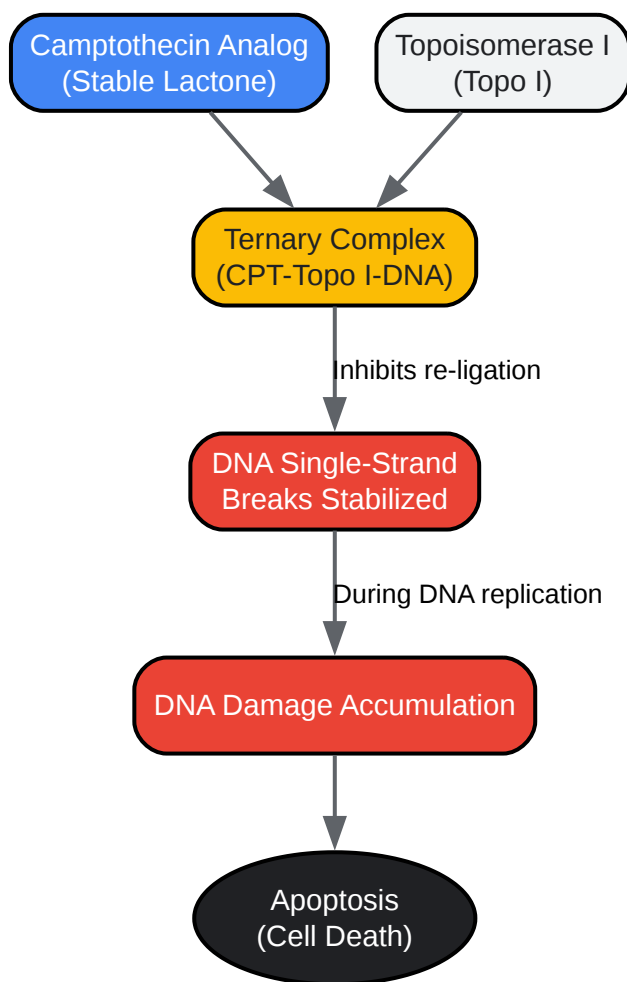 Camptothecin Analog
(Stable Lactone)
Topoisomerase I
(Topo I)
Ternary Complex
(CPT-Topo I-DNA)
Inhibits re-ligation
DNA Single-Strand
Breaks Stabilized
During DNA replication
DNA Damage Accumulation
Apoptosis
(Cell Death)